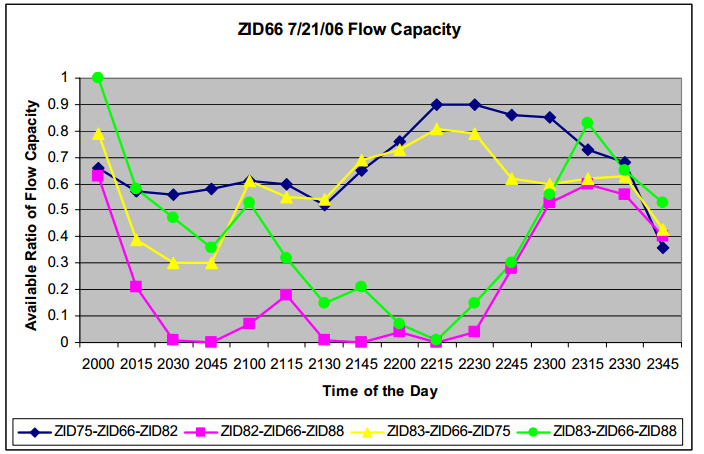 ZID66 7/21/06 Flow Capacity
Available Ratio of Flow Capacity
1
0.9
0.8
0.7
0.6
0.5
0.4
0.3
0.2
0.1
0
2000 2015 2030 2045 2100 2115 2130 2145 2200 2215 2230 2245 2300 2315 2330 2345
Time of the Day
ZID75-ZID66-ZID82 ZID82-ZID66-ZID88 ZID83-ZID66-ZID75 ZID83-ZID66-ZID88